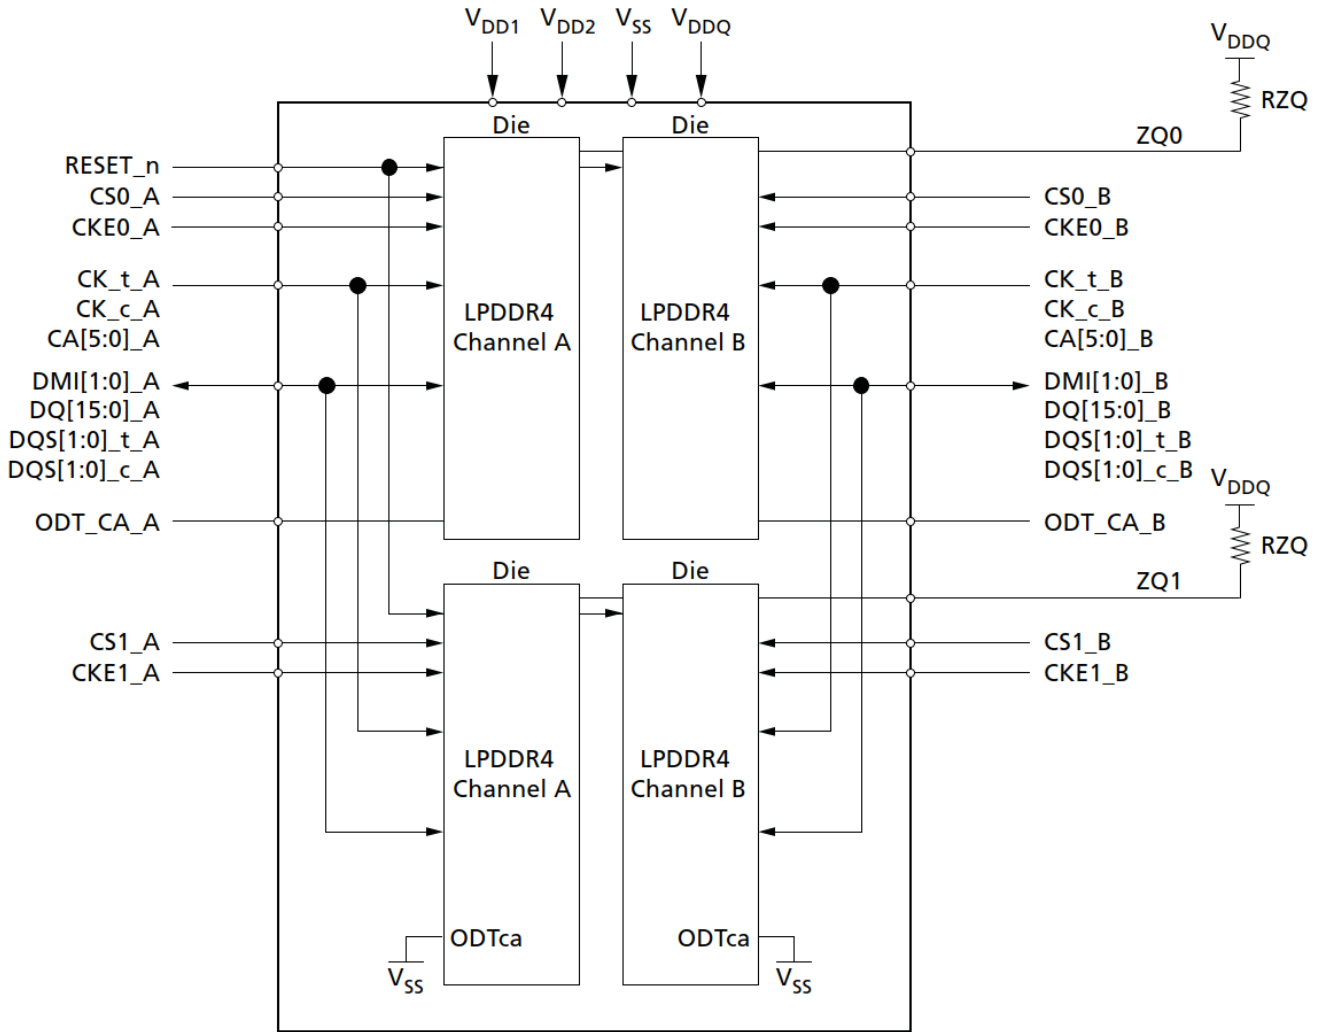 VDD1 VDD2 VSS VDDQ
VDDQ
RZQ
Die Die
ZQ0
RESET_n
CS0_A
CKE0_A
CK_t_A
CK_c_A
CA[5:0]_A
DMI[1:0]_A
DQ[15:0]_A
DQS[1:0]_t_A
DQS[1:0]_c_A
ODT_CA_A
LPDDR4
Channel A
LPDDR4
Channel B
CS0_B
CKE0_B
CK_t_B
CK_c_B
CA[5:0]_B
DMI[1:0]_B
DQ[15:0]_B
DQS[1:0]_t_B
DQS[1:0]_c_B
ODT_CA_B
VDDQ
RZQ
Die Die
ZQ1
CS1_A
CKE1_A
LPDDR4
Channel A
LPDDR4
Channel B
CS1_B
CKE1_B
ODTca
ODTca
VSS
VSS